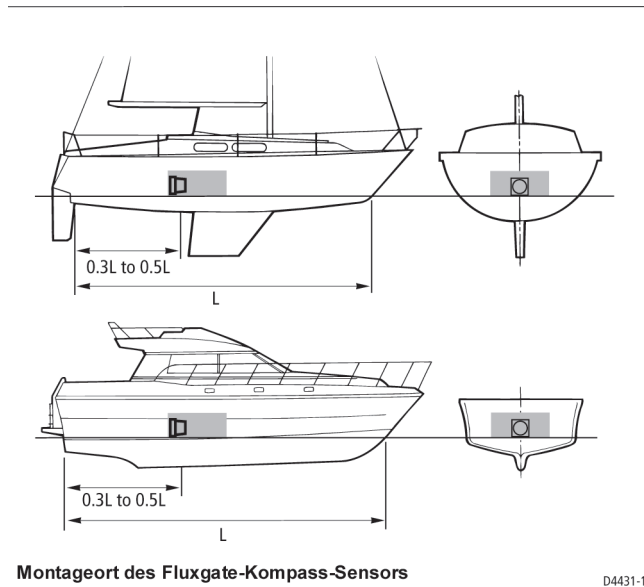 0.3L to 0.5L
L
0.3L to 0.5L
L
Montageort des Fluxgate-Kompass-Sensors
D4431-1